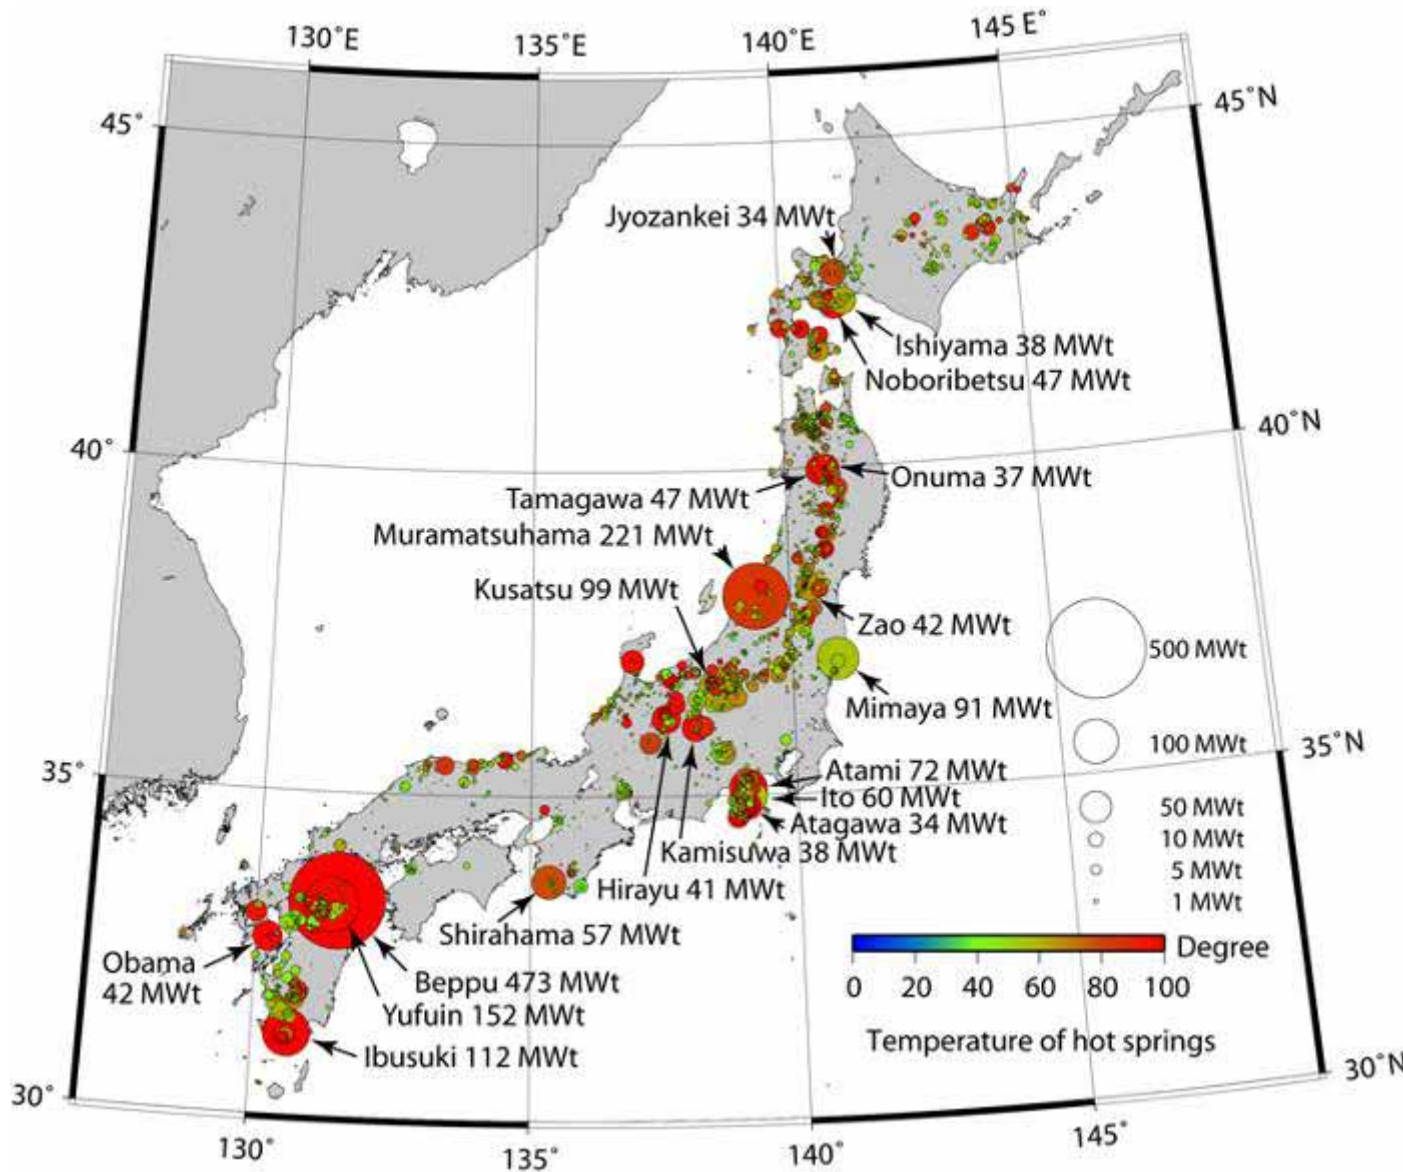 130˚E
135˚E
140˚E
145 E˚
45˚
45˚N
Jyozankei 34 MWt
Ishiyama 38 MWt
Noboribetsu 47 MWt
40˚
40˚N
Onuma 37 MWt
Tamagawa 47 MWt
Muramatsuhama 221 MWt
Kusatsu 99 MWt
Zao 42 MWt
500 MWt
Mimaya 91 MWt
100 MWt
35˚
35˚N
Atami 72 MWt
Ito 60 MWt
50 MWt
Atagawa 34 MWt
10 MWt
Kamisuwa 38 MWt
5 MWt
Hirayu 41 MWt
1 MWt
Shirahama 57 MWt
Degree
Obama
42 MWt
Beppu 473 MWt
0 20 40 60 80 100
Yufuin 152 MWt
Ibusuki 112 MWt
Temperature of hot springs
30˚
30˚N
130˚
135˚
140˚
145˚